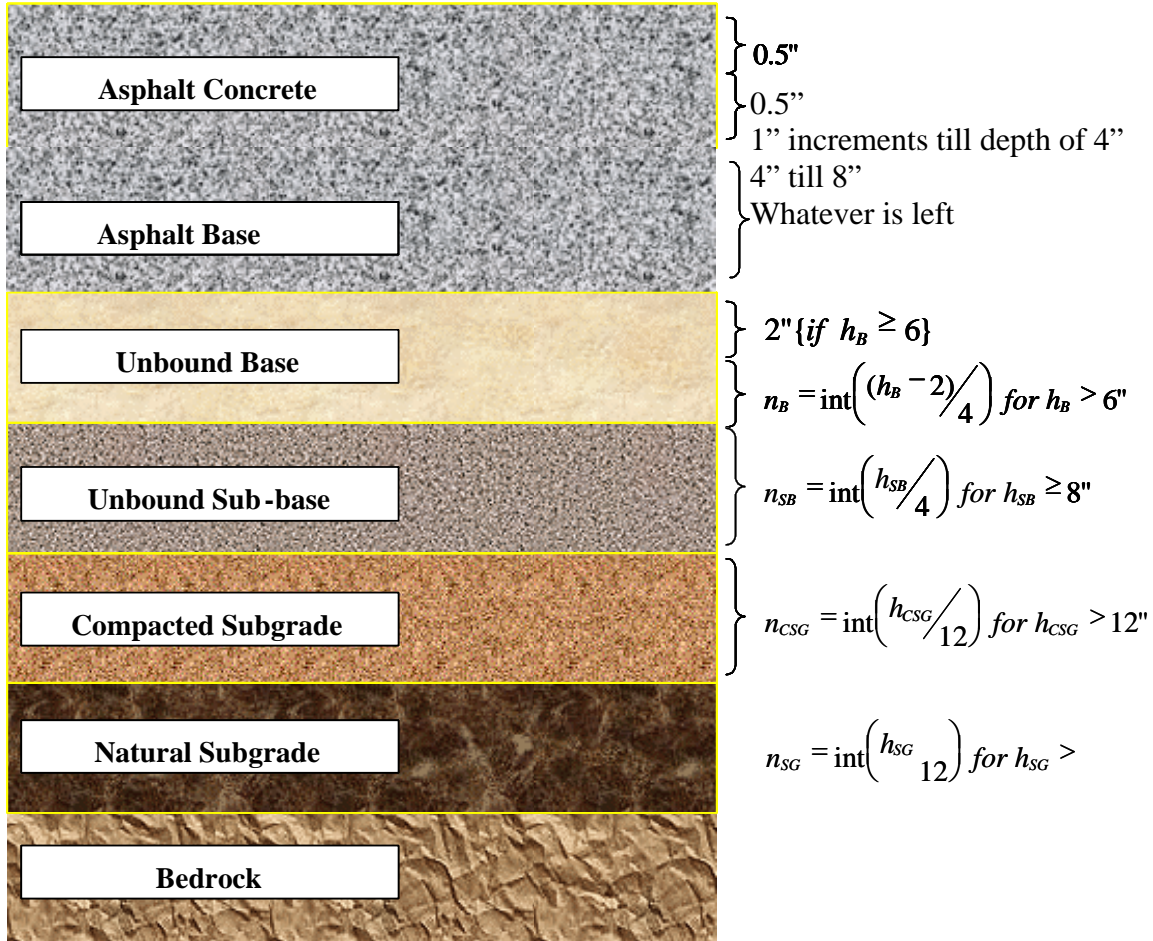 Asphalt Concrete
0.5"
0.5”
1” increments till depth of 4”
4” till 8”
Asphalt Base
Whatever is left
Unbound Base
2" {if h_B ≥ 6}
n_B = int((h_B − 2)/4) for h_B > 6"
Unbound Sub-base
n_SB = int(h_SB/4) for h_SB ≥ 8"
Compacted Subgrade
n_CSG = int(h_CSG/12) for h_CSG > 12"
Natural Subgrade
n_SG = int(h_SG 12) for h_SG >
Bedrock